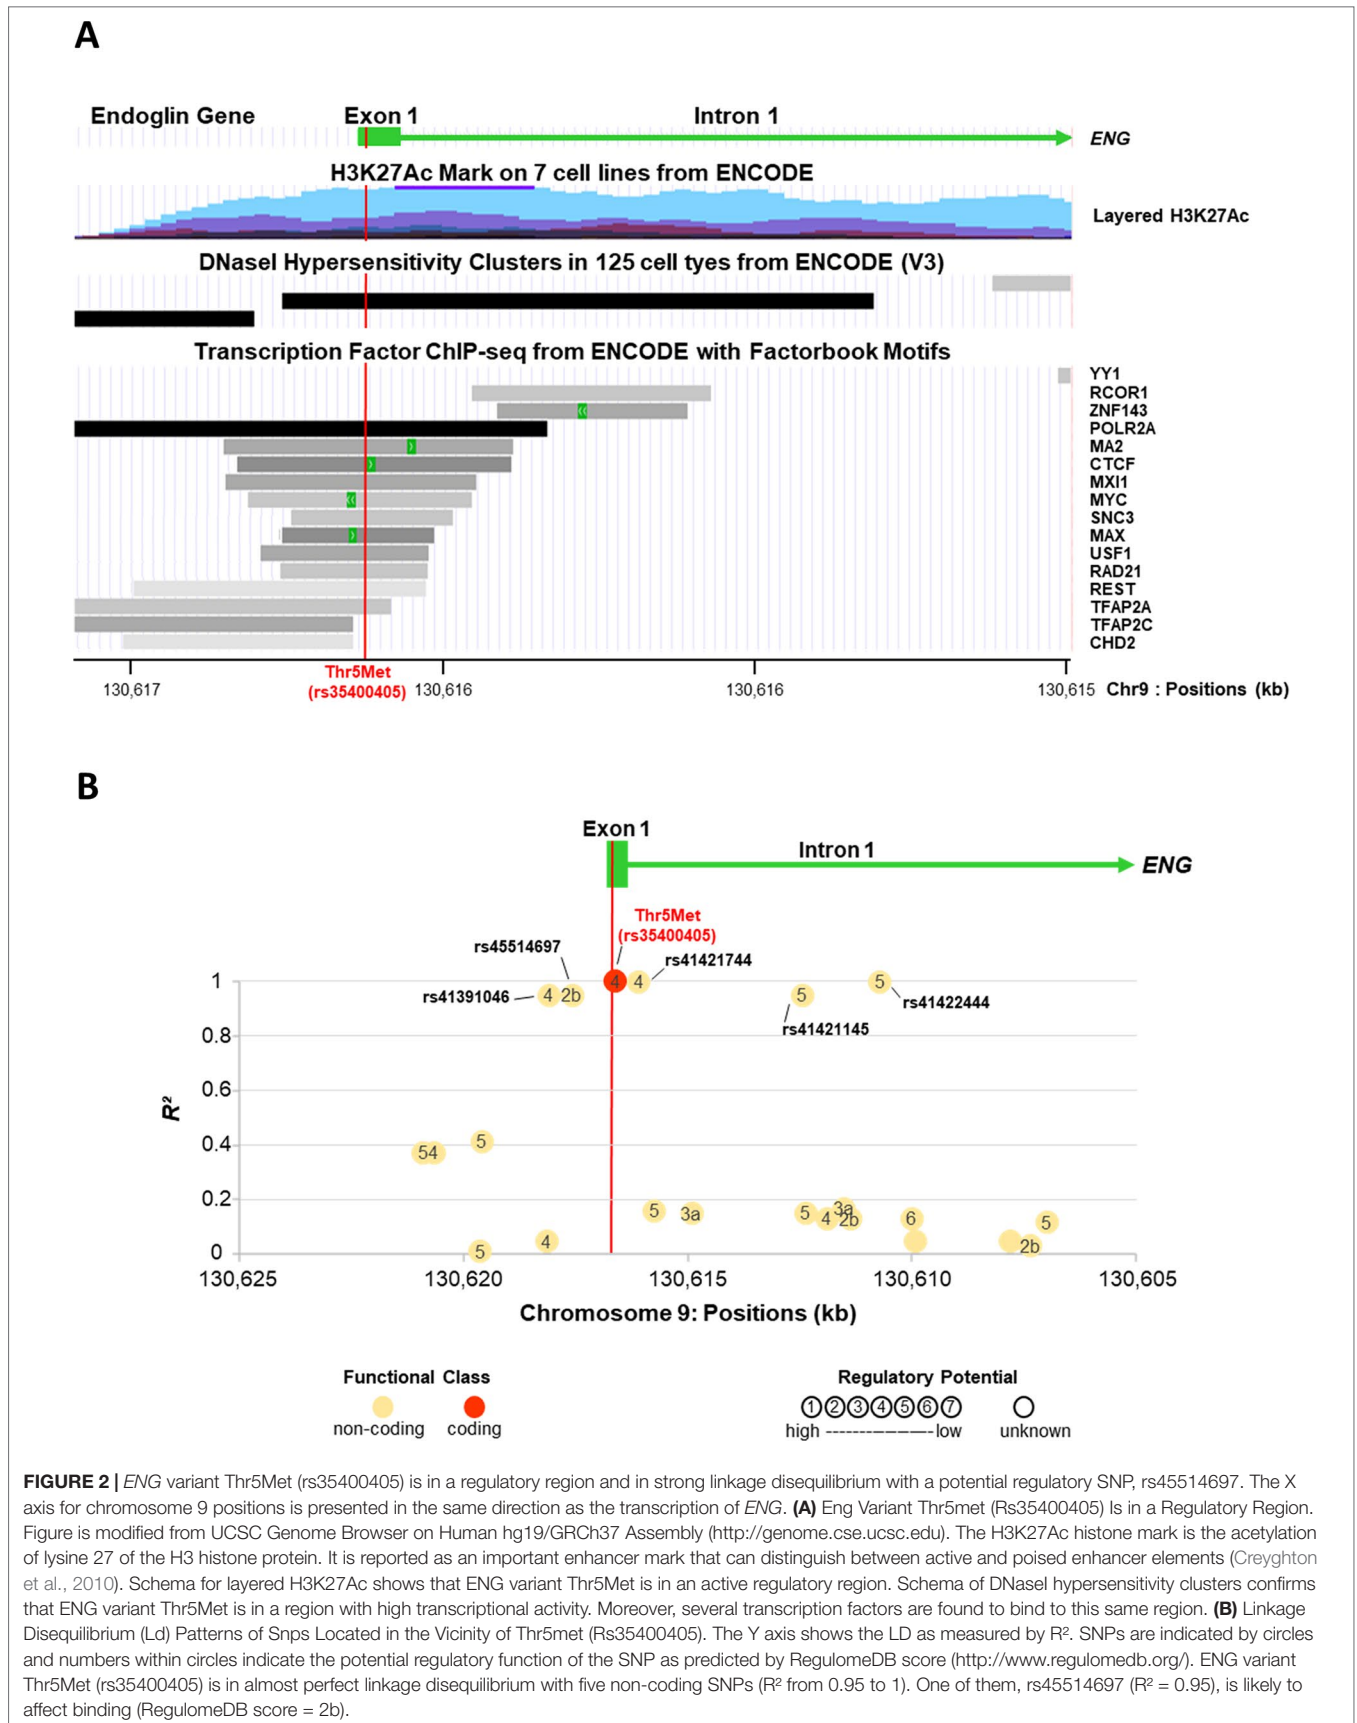 A
Endoglin Gene
Exon 1
Intron 1
ENG
H3K27Ac Mark on 7 cell lines from ENCODE
Layered H3K27Ac
DNaseI Hypersensitivity Clusters in 125 cell tyes from ENCODE (V3)
Transcription Factor ChIP-seq from ENCODE with Factorbook Motifs
YY1
RCOR1
ZNF143
POLR2A
MA2
CTCF
MXI1
MYC
SNC3
MAX
USF1
RAD21
REST
TFAP2A
TFAP2C
CHD2
Thr5Met
(rs35400405)
130,617
130,616
130,616
130,615
Chr9 : Positions (kb)
B
Exon 1
Intron 1
ENG
Thr5Met
(rs35400405)
rs45514697
rs41421744
rs41391046
rs41422444
rs41421145
4 2b 4 4 5 5
54 5
5 3a 5 4 3a 2b 6 5
5 4 2b
R²
1
0.8
0.6
0.4
0.2
0
130,625 130,620 130,615 130,610 130,605
Chromosome 9: Positions (kb)
Functional Class
non-coding coding
Regulatory Potential
1 2 3 4 5 6 7
high ------------------- low unknown
FIGURE 2 | ENG variant Thr5Met (rs35400405) is in a regulatory region and in strong linkage disequilibrium with a potential regulatory SNP, rs45514697. The X
axis for chromosome 9 positions is presented in the same direction as the transcription of ENG. (A) Eng Variant Thr5met (Rs35400405) Is in a Regulatory Region.
Figure is modified from UCSC Genome Browser on Human hg19/GRCh37 Assembly (http://genome.cse.ucsc.edu). The H3K27Ac histone mark is the acetylation
of lysine 27 of the H3 histone protein. It is reported as an important enhancer mark that can distinguish between active and poised enhancer elements (Creyghton
et al., 2010). Schema for layered H3K27Ac shows that ENG variant Thr5Met is in an active regulatory region. Schema of DNaseI hypersensitivity clusters confirms
that ENG variant Thr5Met is in a region with high transcriptional activity. Moreover, several transcription factors are found to bind to this same region. (B) Linkage
Disequilibrium (Ld) Patterns of Snps Located in the Vicinity of Thr5met (Rs35400405). The Y axis shows the LD as measured by R². SNPs are indicated by circles
and numbers within circles indicate the potential regulatory function of the SNP as predicted by RegulomeDB score (http://www.regulomedb.org/). ENG variant
Thr5Met (rs35400405) is in almost perfect linkage disequilibrium with five non-coding SNPs (R² from 0.95 to 1). One of them, rs45514697 (R² = 0.95), is likely to
affect binding (RegulomeDB score = 2b).